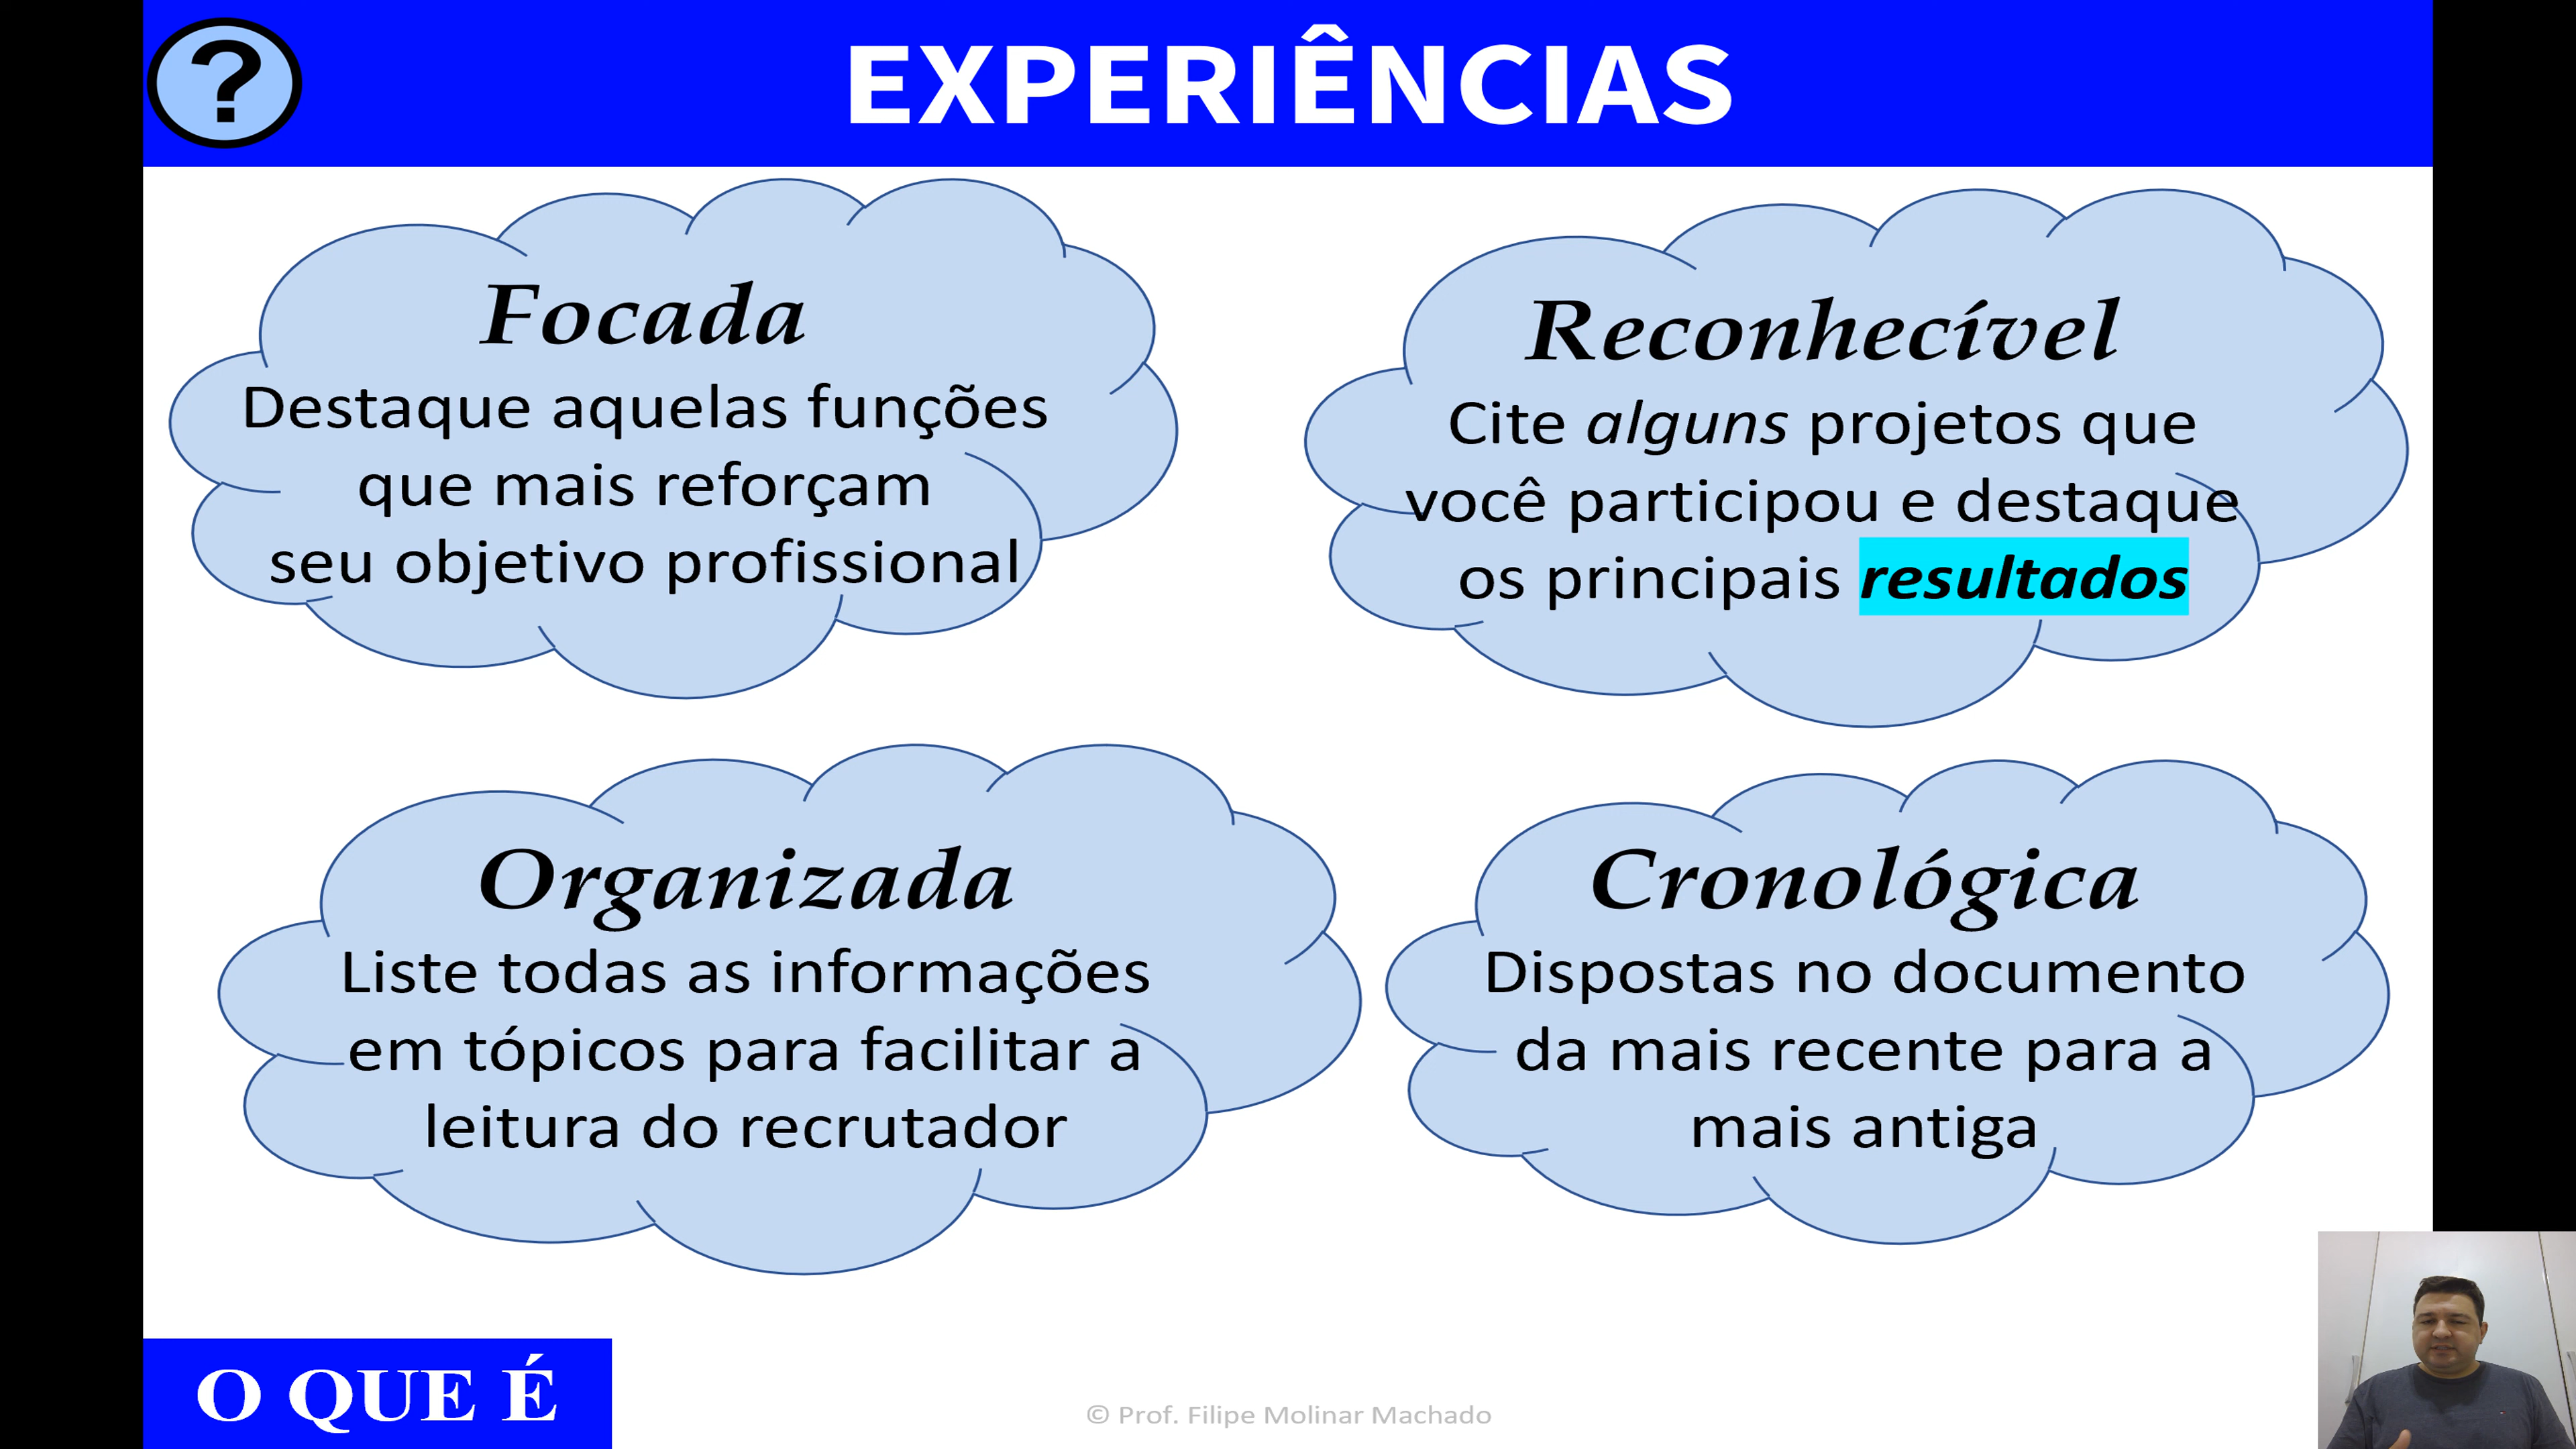 ?
EXPERIÊNCIAS
Focada
Destaque aquelas funções
que mais reforçam
seu objetivo profissional
Reconhecível
Cite alguns projetos que
você participou e destaque
os principais resultados
Organizada
Liste todas as informações
em tópicos para facilitar a
leitura do recrutador
Cronológica
Dispostas no documento
da mais recente para a
mais antiga
O QUE É
© Prof. Filipe Molinar Machado